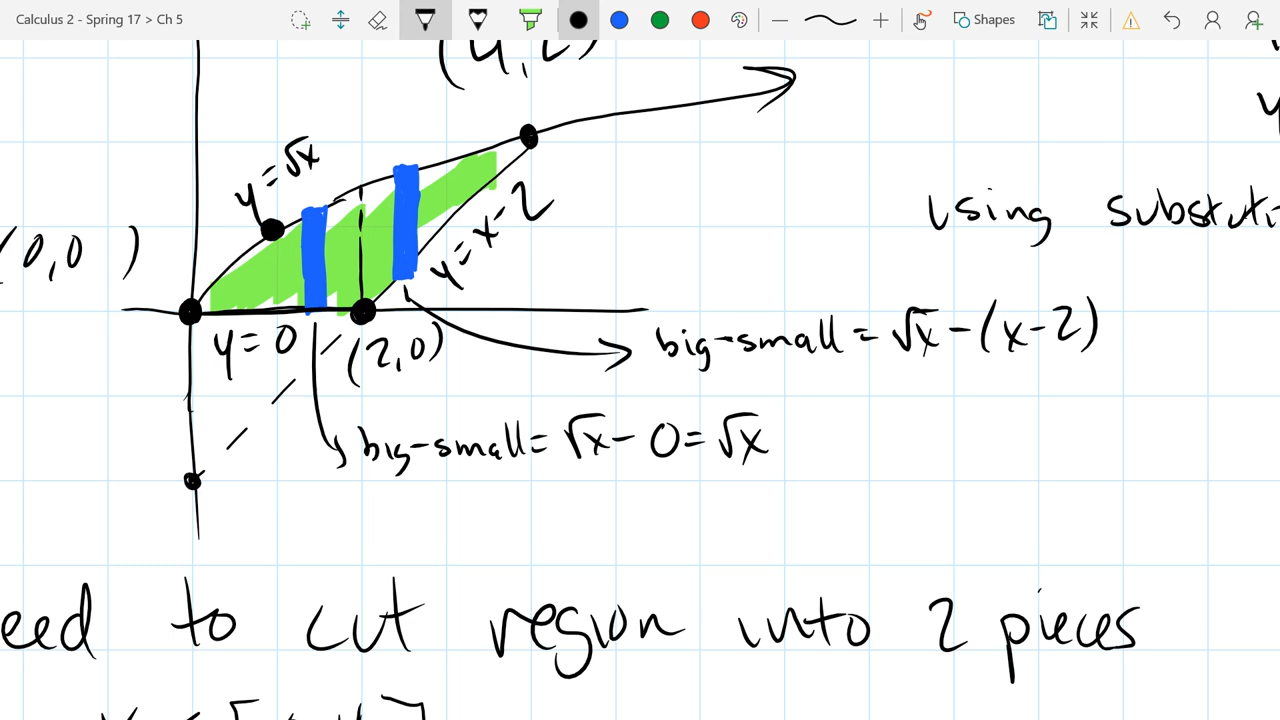 Calculus 2 - Spring 17 > Ch 5
Shapes
(4,2)
y=√x
(0,0)
y=x-2
using
y=0
(2,0)
big-small = √x-(x-2)
big-small= √x-0=√x
to cut region into 2 pieces